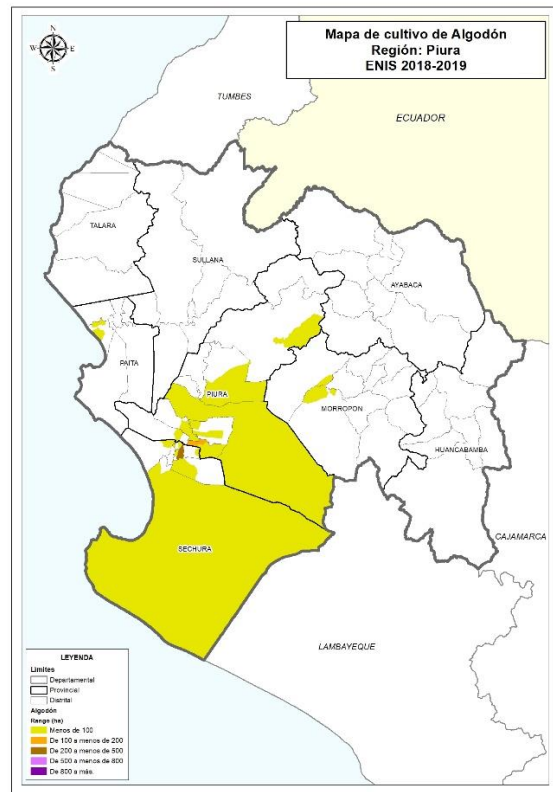 Mapa de cultivo de Algodón
Región: Piura
ENIS 2018-2019
N
W E
S
TUMBES
ECUADOR
TALARA
SULLANA
AYABACA
PAITA
PIURA
MORROPON
HUANCABAMBA
CAJAMARCA
SECHURA
LAMBAYEQUE
LEYENDA
Límites
Departamental
Provincial
Distrital
Algodón
Rango (ha)
Menos de 100
De 100 a menos de 200
De 200 a menos de 500
De 500 a menos de 800
De 800 a más.